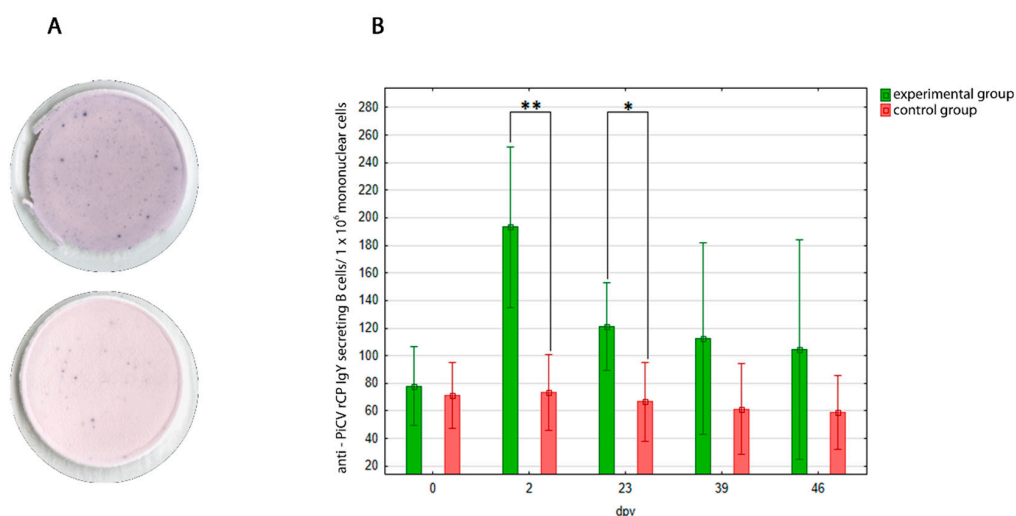 A
B
experimental group
control group
anti - PiCV rCP IgY secreting B cells/ 1 x 10⁶ mononuclear cells
280
260
240
220
200
180
160
140
120
100
80
60
40
20
**
*
0 2 23 39 46
dpv